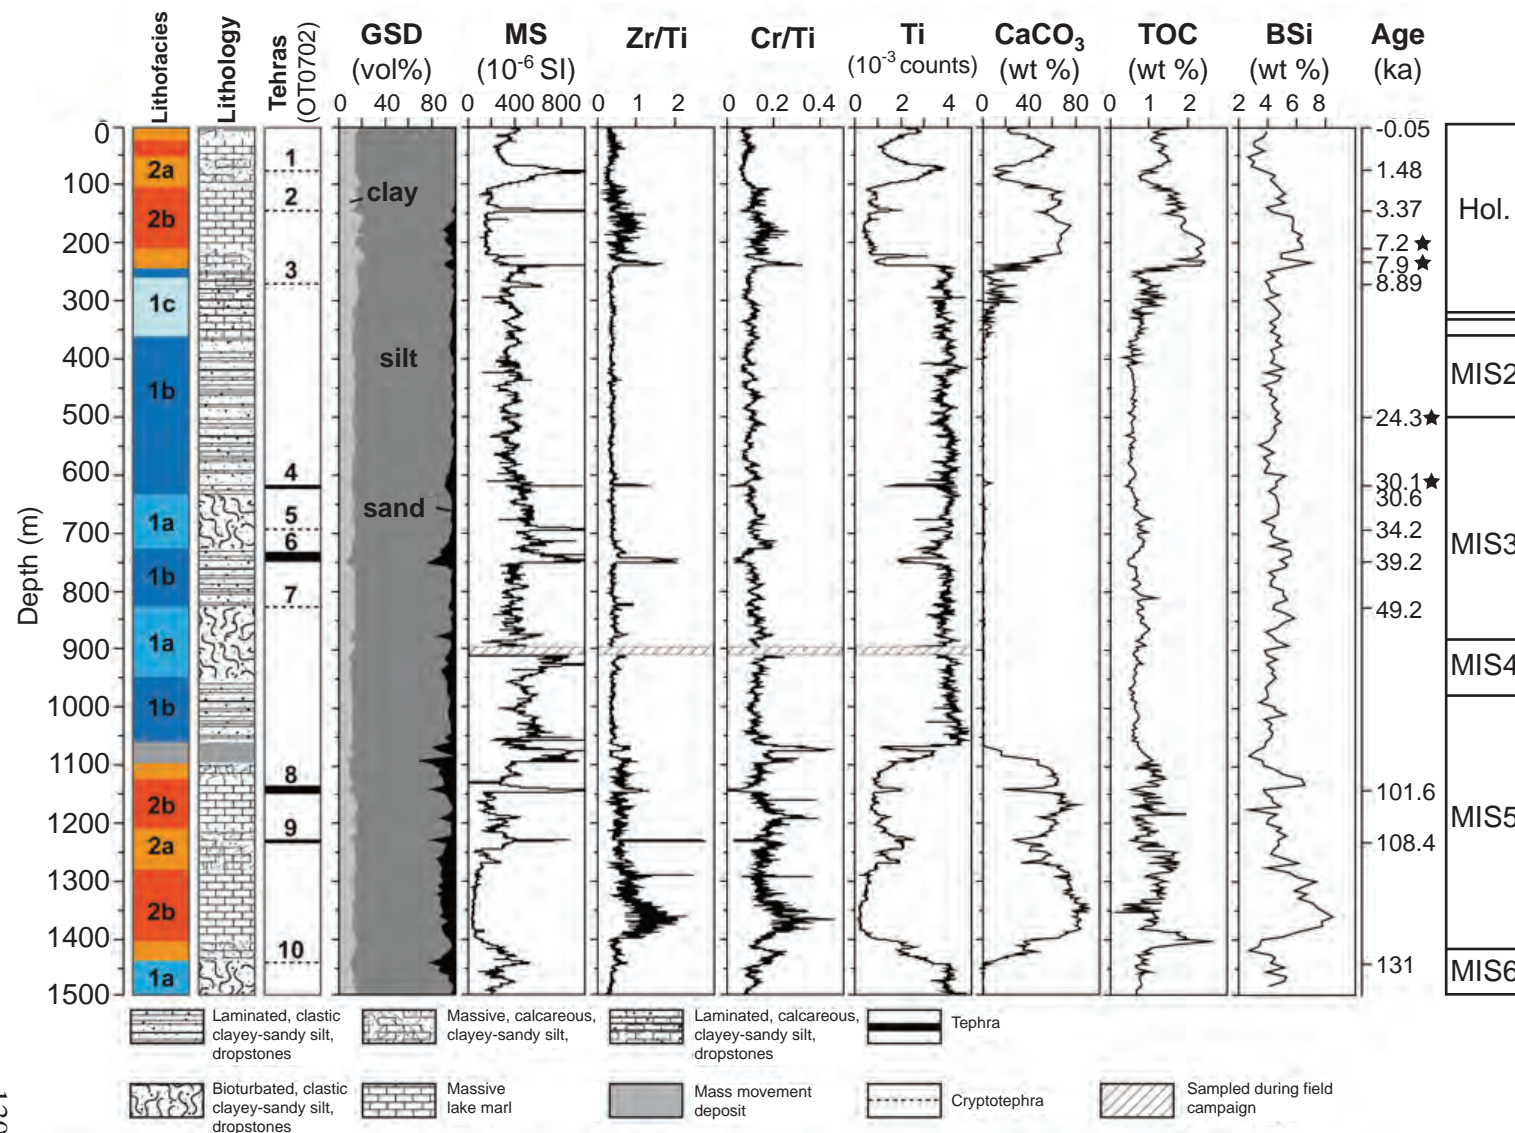 Lithofacies
Lithology
Tehras
(OT0702)
GSD
(vol%)
MS
(10-6 SI)
Zr/Ti
Cr/Ti
Ti
(10-3 counts)
CaCO3
(wt %)
TOC
(wt %)
BSi
(wt %)
Age
(ka)
0 40 80
0 400 8000
0 1 2
0 0.2 0.4
0 2 4
0 40 80
0 1 2
2 4 6 8
Depth (m)
0
100
200
300
400
500
600
700
800
900
1000
1100
1200
1300
1400
1500
2a
2b
1c
1b
1a
1b
1a
1b
2b
2a
2b
1a
1
2
3
4
5
6
7
8
9
10
clay
silt
sand
-0.05
1.48
3.37
7.2 ★
7.9 ★
8.89
24.3★
30.1★
30.6
34.2
39.2
49.2
101.6
108.4
131
Hol.
MIS2
MIS3
MIS4
MIS5
MIS6
Laminated, clastic
clayey-sandy silt,
dropstones
Massive, calcareous,
clayey-sandy silt,
Laminated, calcareous,
clayey-sandy silt,
dropstones
Tephra
Bioturbated, clastic
clayey-sandy silt,
dropstones
Massive
lake marl
Mass movement
deposit
Cryptotephra
Sampled during field
campaign